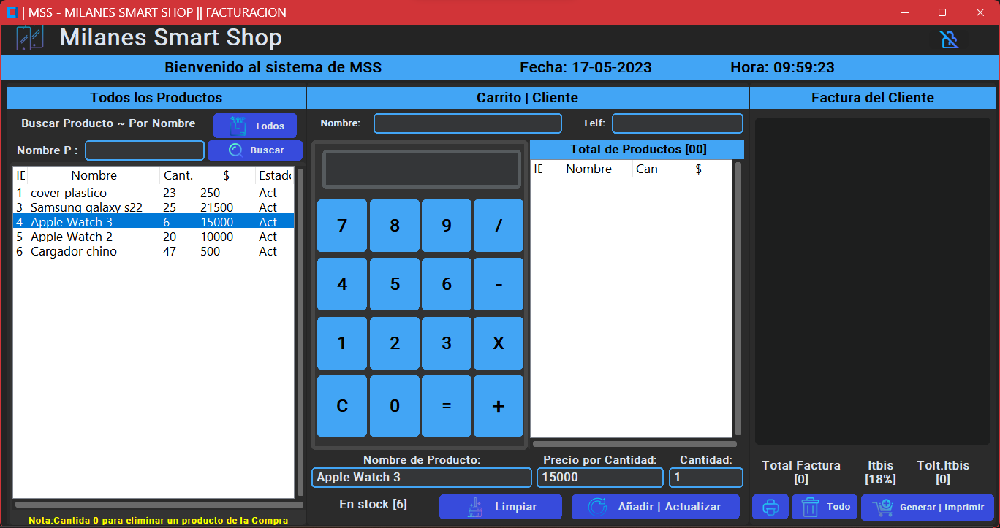 | MSS - MILANES SMART SHOP || FACTURACION
Milanes Smart Shop
Bienvenido al sistema de MSS Fecha: 17-05-2023 Hora: 09:59:23
Todos los Productos
Buscar Producto ~ Por Nombre Todos
Nombre P : Buscar
ID Nombre Cant. $ Estado
1 cover plastico 23 250 Act
3 Samsung galaxy s22 25 21500 Act
4 Apple Watch 3 6 15000 Act
5 Apple Watch 2 20 10000 Act
6 Cargador chino 47 500 Act
Nota:Cantida 0 para eliminar un producto de la Compra
Carrito | Cliente
Nombre: Telf:
7 8 9 /
4 5 6 -
1 2 3 X
C 0 = +
Total de Productos [00]
ID Nombre Cant $
Nombre de Producto: Precio por Cantidad: Cantidad:
Apple Watch 3 15000 1
En stock [6] Limpiar Añadir | Actualizar
Factura del Cliente
Total Factura Itbis Tolt.Itbis
[0] [18%] [0]
Todo Generar | Imprimir